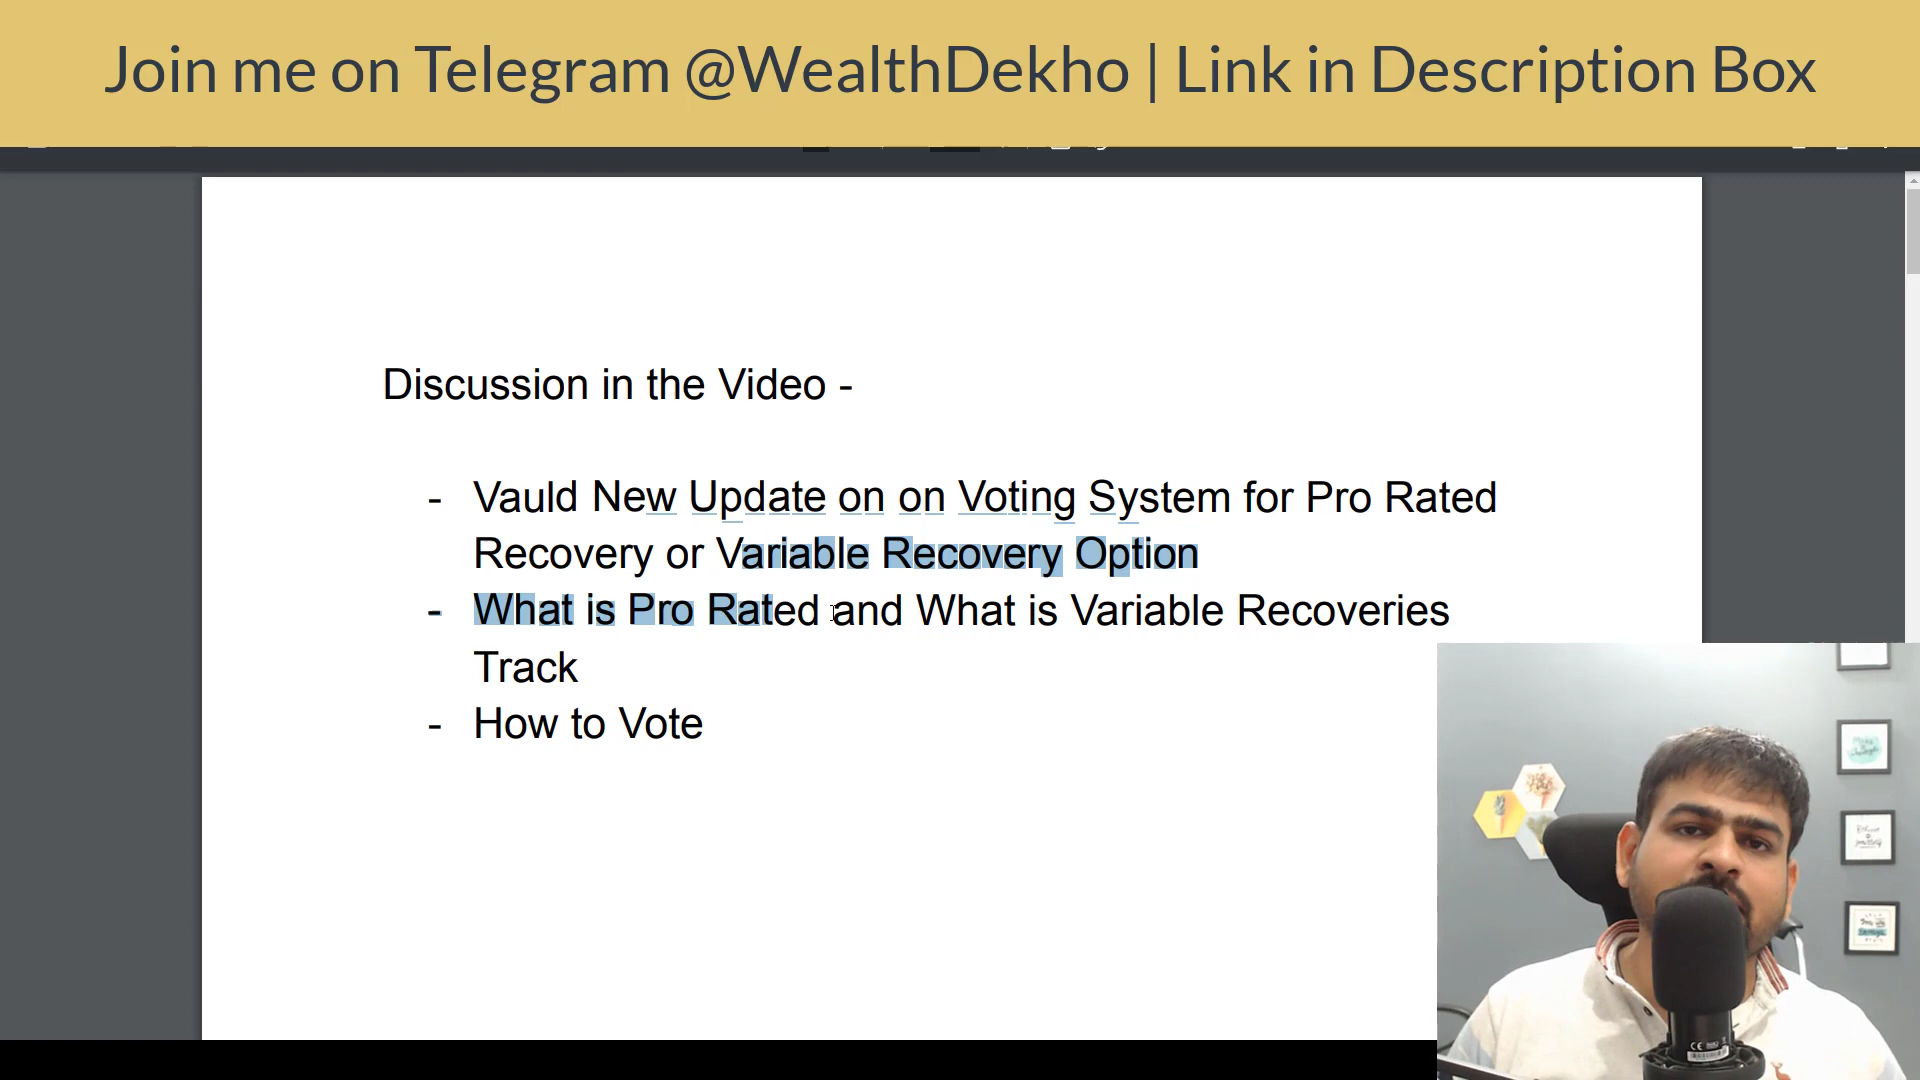 Join me on Telegram @WealthDekho | Link in Description Box
Discussion in the Video -
- Vauld New Update on on Voting System for Pro Rated
Recovery or Variable Recovery Option
- What is Pro Rated and What is Variable Recoveries
Track
- How to Vote